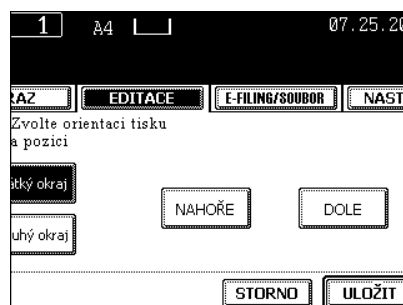 1 A4 07.25.20
AZ EDITACE E-FILING/SOUBOR NAST
Zvolte orientaci tisku
a pozici
átký okraj
NAHOŘE DOLE
uhý okraj
STORNO ULOŽIT